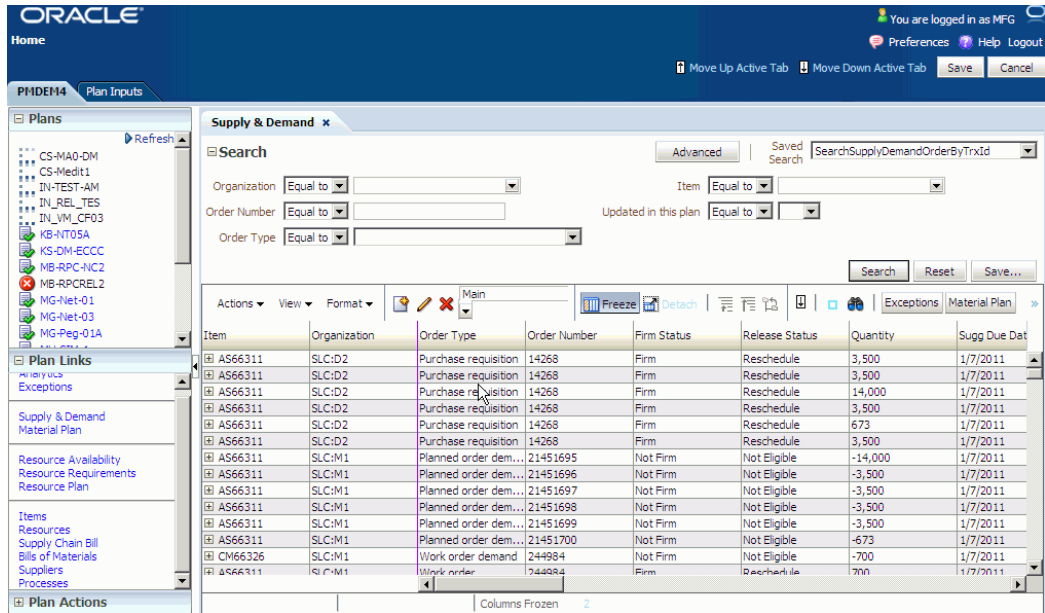 ORACLE
You are logged in as MFG
Home
Preferences Help Logout
Move Up Active Tab Move Down Active Tab Save Cancel
PMDEM4 Plan Inputs
Plans
Refresh
CS-MA0-DM
CS-Medit1
IN-TEST-AM
IN_REL_TES
IN_VM_CF03
KB-NT05A
KS-DM-ECCC
MB-RPC-NC2
MB-RPCREL2
MG-Net-01
MG-Net-03
MG-Peg-01A
Plan Links
Analytics
Exceptions
Supply & Demand
Material Plan
Resource Availability
Resource Requirements
Resource Plan
Items
Resources
Supply Chain Bill
Bills of Materials
Suppliers
Processes
Plan Actions
Supply & Demand x
Search
Advanced Saved Search SearchSupplyDemandOrderByTrxId
Organization Equal to Item Equal to
Order Number Equal to Updated in this plan Equal to
Order Type Equal to
Search Reset Save...
Actions View Format Main Freeze Detach Exceptions Material Plan »
Item Organization Order Type Order Number Firm Status Release Status Quantity Sugg Due Dat
AS66311 SLC:D2 Purchase requisition 14268 Firm Reschedule 3,500 1/7/2011
AS66311 SLC:D2 Purchase requisition 14268 Firm Reschedule 3,500 1/7/2011
AS66311 SLC:D2 Purchase requisition 14268 Firm Reschedule 14,000 1/7/2011
AS66311 SLC:D2 Purchase requisition 14268 Firm Reschedule 3,500 1/7/2011
AS66311 SLC:D2 Purchase requisition 14268 Firm Reschedule 673 1/7/2011
AS66311 SLC:D2 Purchase requisition 14268 Firm Reschedule 3,500 1/7/2011
AS66311 SLC:M1 Planned order dem... 21451695 Not Firm Not Eligible -14,000 1/7/2011
AS66311 SLC:M1 Planned order dem... 21451696 Not Firm Not Eligible -3,500 1/7/2011
AS66311 SLC:M1 Planned order dem... 21451697 Not Firm Not Eligible -3,500 1/7/2011
AS66311 SLC:M1 Planned order dem... 21451698 Not Firm Not Eligible -3,500 1/7/2011
AS66311 SLC:M1 Planned order dem... 21451699 Not Firm Not Eligible -3,500 1/7/2011
AS66311 SLC:M1 Planned order dem... 21451700 Not Firm Not Eligible -673 1/7/2011
CM66326 SLC:M1 Work order demand 244984 Not Firm Not Eligible -700 1/7/2011
AS66311 SLC:M1 Work order 244984 Firm Reschedule 700 1/7/2011
Columns Frozen 2